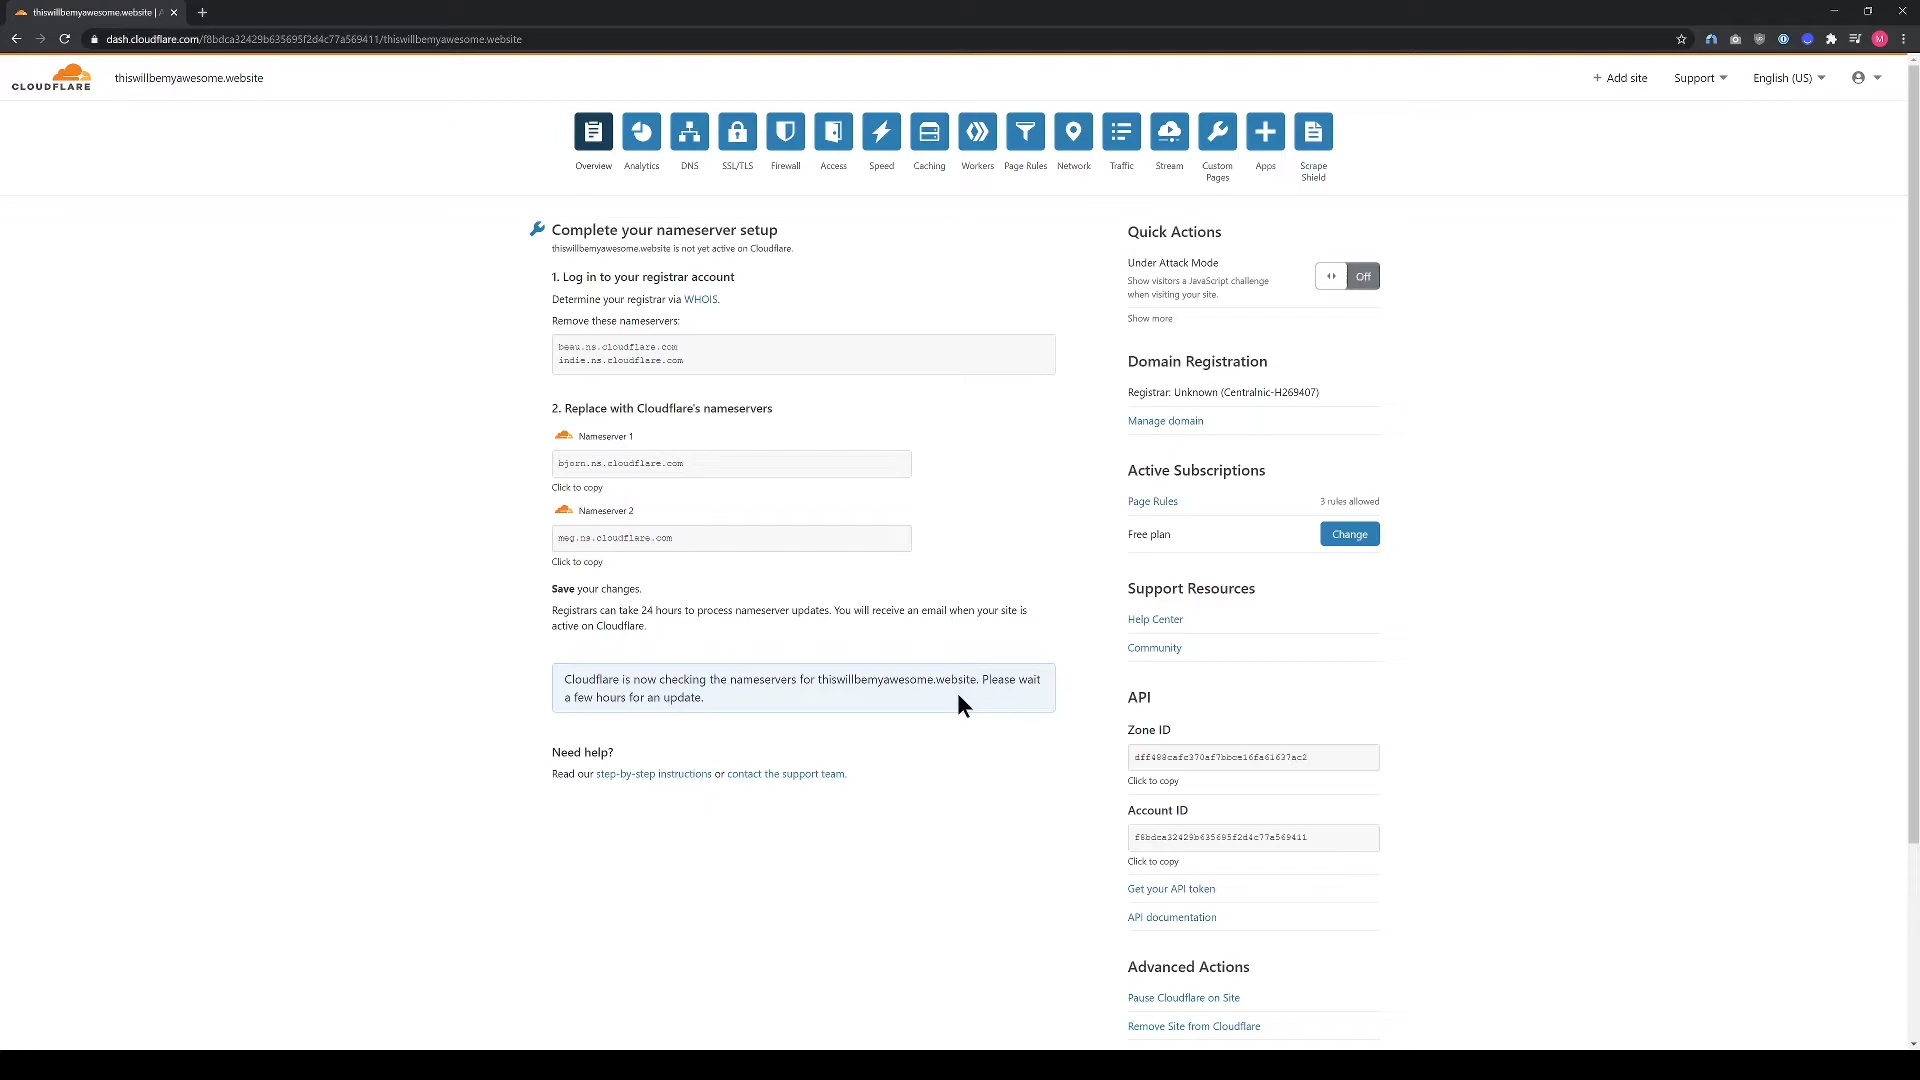 thiswillbemyawesome.website | A
dash.cloudflare.com/f8bdca32429b635695f2d4c77a569411/thiswillbemyawesome.website
M
CLOUDFLARE
thiswillbemyawesome.website
+ Add site
Support
English (US)
Overview
Analytics
DNS
SSL/TLS
Firewall
Access
Speed
Caching
Workers
Page Rules
Network
Traffic
Stream
Custom
Pages
Apps
Scrape
Shield
Complete your nameserver setup
thiswillbemyawesome.website is not yet active on Cloudflare.
1. Log in to your registrar account
Determine your registrar via WHOIS.
Remove these nameservers:
beau.ns.cloudflare.com
indie.ns.cloudflare.com
2. Replace with Cloudflare's nameservers
Nameserver 1
bjorn.ns.cloudflare.com
Click to copy
Nameserver 2
meg.ns.cloudflare.com
Click to copy
Save your changes.
Registrars can take 24 hours to process nameserver updates. You will receive an email when your site is
active on Cloudflare.
Cloudflare is now checking the nameservers for thiswillbemyawesome.website. Please wait
a few hours for an update.
Need help?
Read our step-by-step instructions or contact the support team.
Quick Actions
Under Attack Mode
Show visitors a JavaScript challenge
when visiting your site.
Off
Show more
Domain Registration
Registrar: Unknown (Centralnic-H269407)
Manage domain
Active Subscriptions
Page Rules
3 rules allowed
Free plan
Change
Support Resources
Help Center
Community
API
Zone ID
dff488cafc370af7bbce16fa61637ac2
Click to copy
Account ID
f8bdca32429b635695f2d4c77a569411
Click to copy
Get your API token
API documentation
Advanced Actions
Pause Cloudflare on Site
Remove Site from Cloudflare